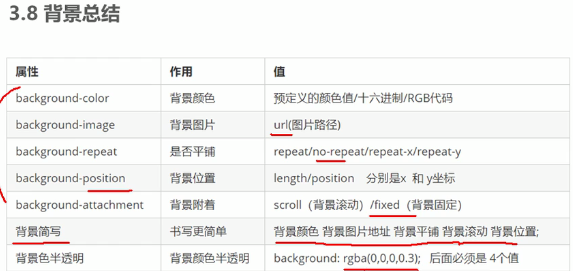 3.8 背景总结
属性 作用 值
background-color 背景颜色 预定义的颜色值/十六进制/RGB代码
background-image 背景图片 url(图片路径)
background-repeat 是否平铺 repeat/no-repeat/repeat-x/repeat-y
background-position 背景位置 length/position 分别是x 和 y坐标
background-attachment 背景附着 scroll（背景滚动）/fixed（背景固定）
背景简写 书写更简单 背景颜色 背景图片地址 背景平铺 背景滚动 背景位置;
背景色半透明 背景颜色半透明 background: rgba(0,0,0,0.3); 后面必须是 4个值